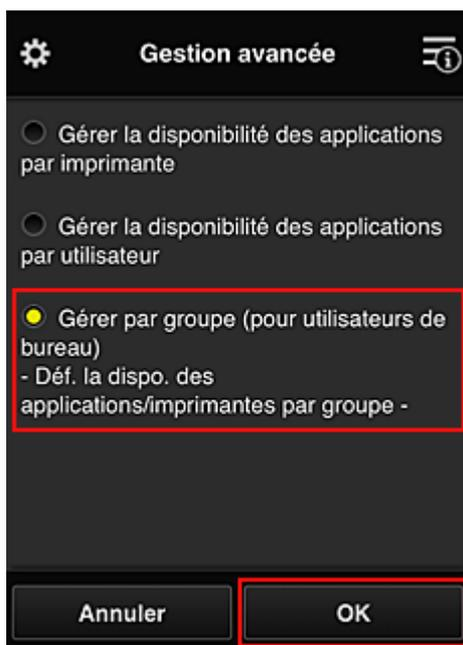 Gestion avancée
Gérer la disponibilité des applications
par imprimante
Gérer la disponibilité des applications
par utilisateur
Gérer par groupe (pour utilisateurs de
bureau)
- Déf. la dispo. des
applications/imprimantes par groupe -
Annuler
OK